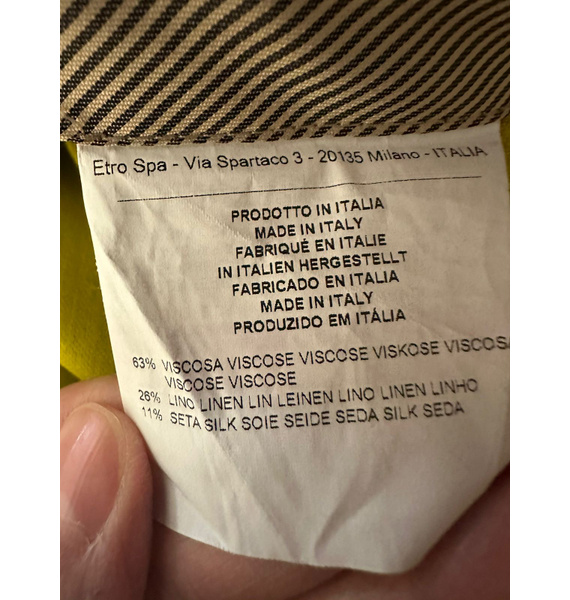 Etro Spa - Via Spartaco 3 - 20135 Milano - ITALIA
PRODOTTO IN ITALIA
MADE IN ITALY
FABRIQUÉ EN ITALIE
IN ITALIEN HERGESTELLT
FABRICADO EN ITALIA
MADE IN ITALY
PRODUZIDO EM ITÁLIA
63% VISCOSA VISCOSE VISCOSE VISKOSE VISCOSA
VISCOSE VISCOSE
26% LINO LINEN LIN LEINEN LINO LINEN LINHO
11% SETA SILK SOIE SEIDE SEDA SILK SEDA